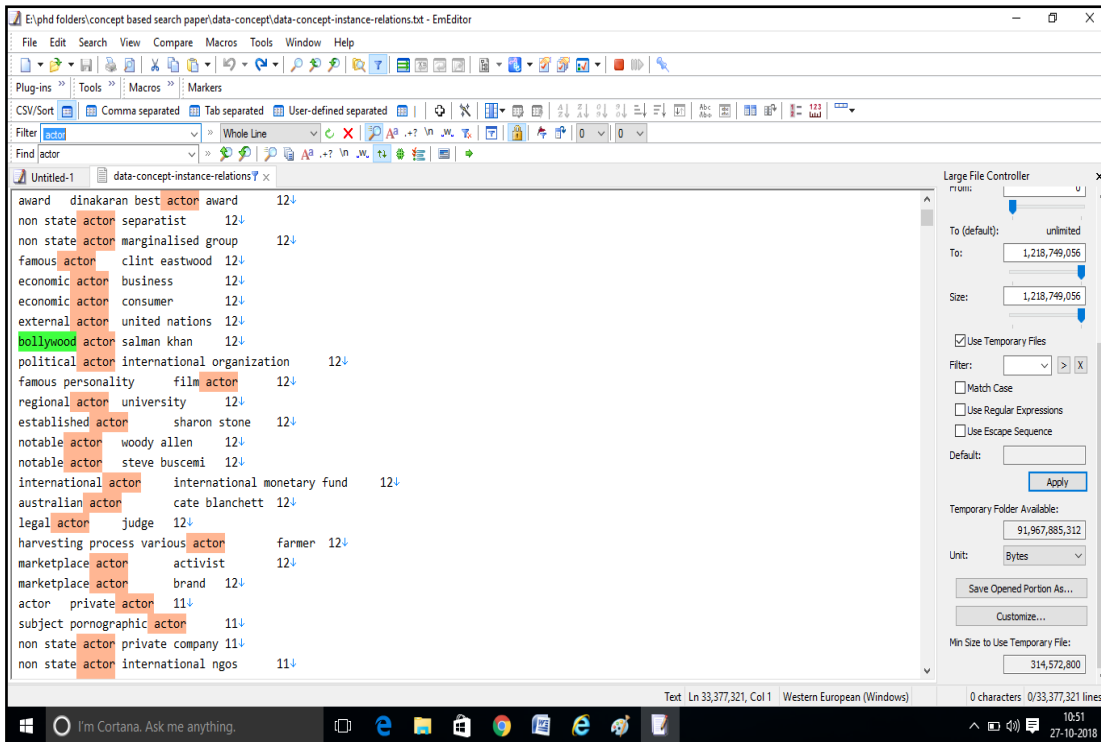 E:\phd folders\concept based search paper\data-concept\data-concept-instance-relations.txt - EmEditor
File Edit Search View Compare Macros Tools Window Help
Plug-ins » Tools » Macros » Markers
CSV/Sort Comma separated Tab separated User-defined separated
Filter actor » Whole Line 0 0
Find actor »
Untitled-1 data-concept-instance-relations
award dinakaran best actor award 12↓
non state actor separatist 12↓
non state actor marginalised group 12↓
famous actor clint eastwood 12↓
economic actor business 12↓
economic actor consumer 12↓
external actor united nations 12↓
bollywood actor salman khan 12↓
political actor international organization 12↓
famous personality film actor 12↓
regional actor university 12↓
established actor sharon stone 12↓
notable actor woody allen 12↓
notable actor steve buscemi 12↓
international actor international monetary fund 12↓
australian actor cate blanchett 12↓
legal actor judge 12↓
harvesting process various actor farmer 12↓
marketplace actor activist 12↓
marketplace actor brand 12↓
actor private actor 11↓
subject pornographic actor 11↓
non state actor private company 11↓
non state actor international ngos 11↓
Large File Controller
From: 0
To (default): unlimited
To: 1,218,749,056
Size: 1,218,749,056
Use Temporary Files
Filter: > X
Match Case
Use Regular Expressions
Use Escape Sequence
Default:
Apply
Temporary Folder Available:
91,967,885,312
Unit: Bytes
Save Opened Portion As...
Customize...
Min Size to Use Temporary File:
314,572,800
Text Ln 33,377,321, Col 1 Western European (Windows) 0 characters 0/33,377,321 lines
I'm Cortana. Ask me anything.
10:51
27-10-2018